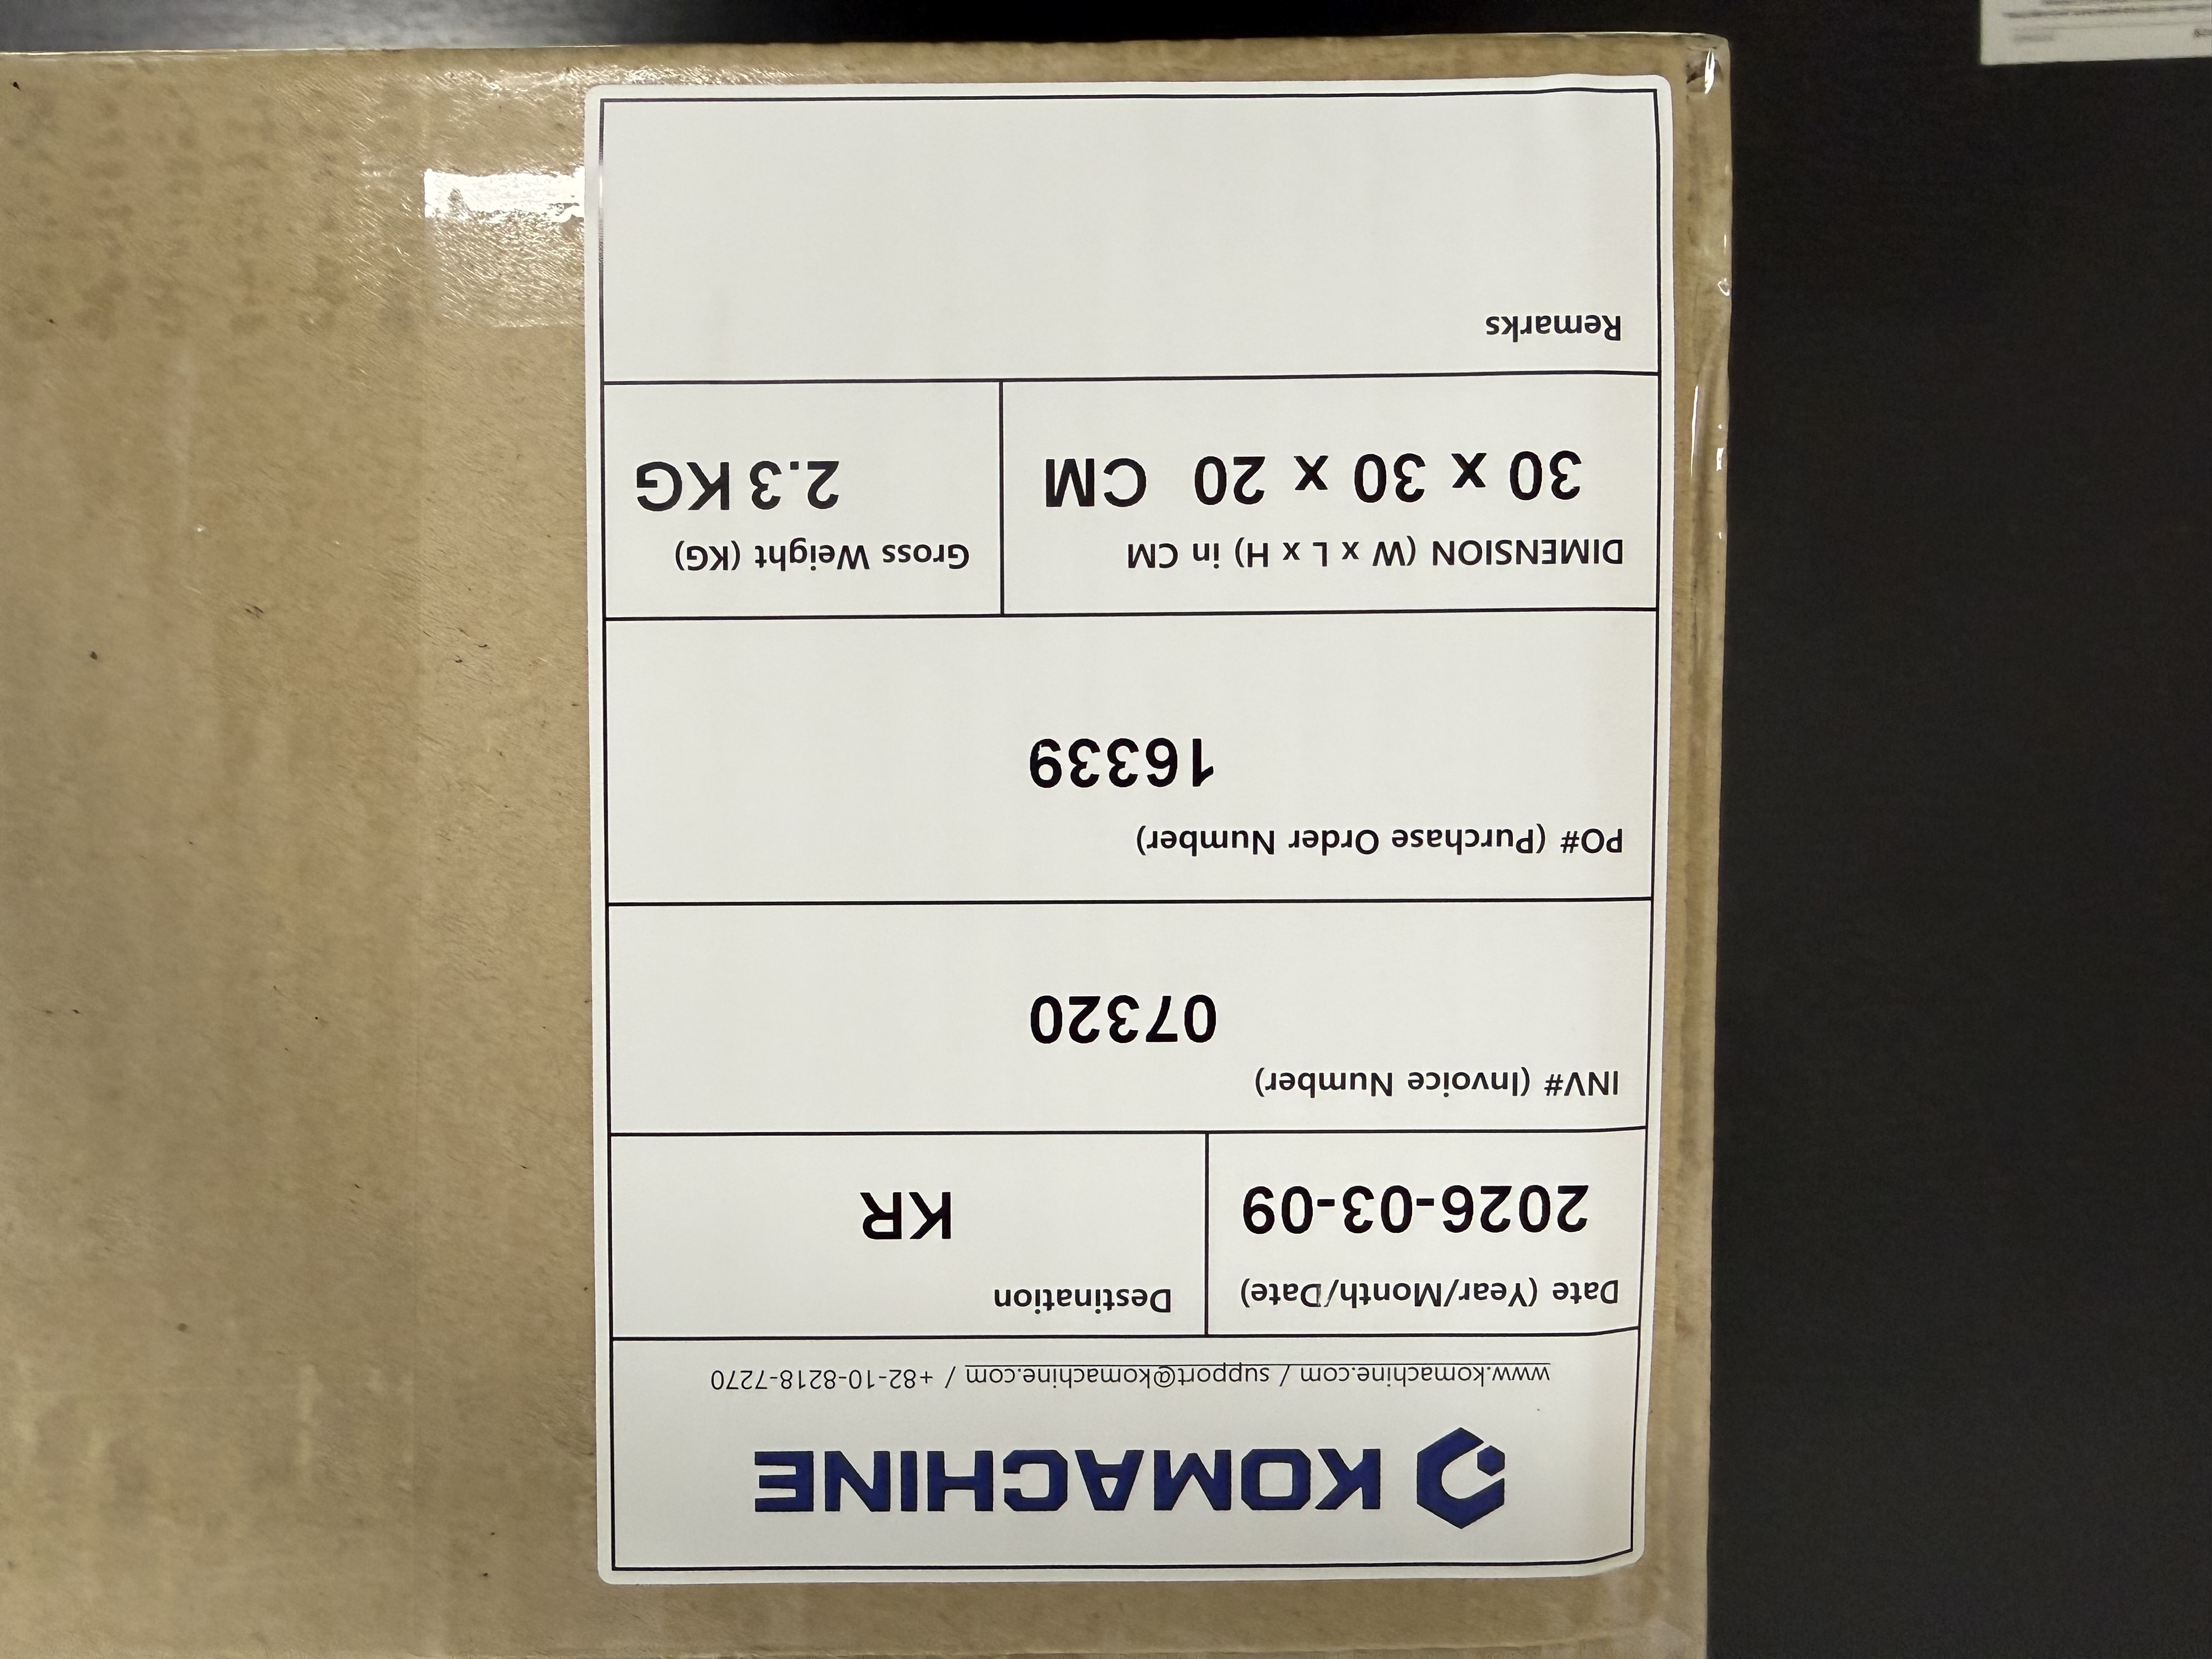 KOMACHINE
www.komachine.com / support@komachine.com / +82-10-8218-7270
Date (Year/Month/Date)
2026-03-09
Destination
KR
INV# (Invoice Number)
07320
PO# (Purchase Order Number)
16339
DIMENSION (W x L x H) in CM
30 x 30 x 20 CM
Gross Weight (KG)
2.3 KG
Remarks